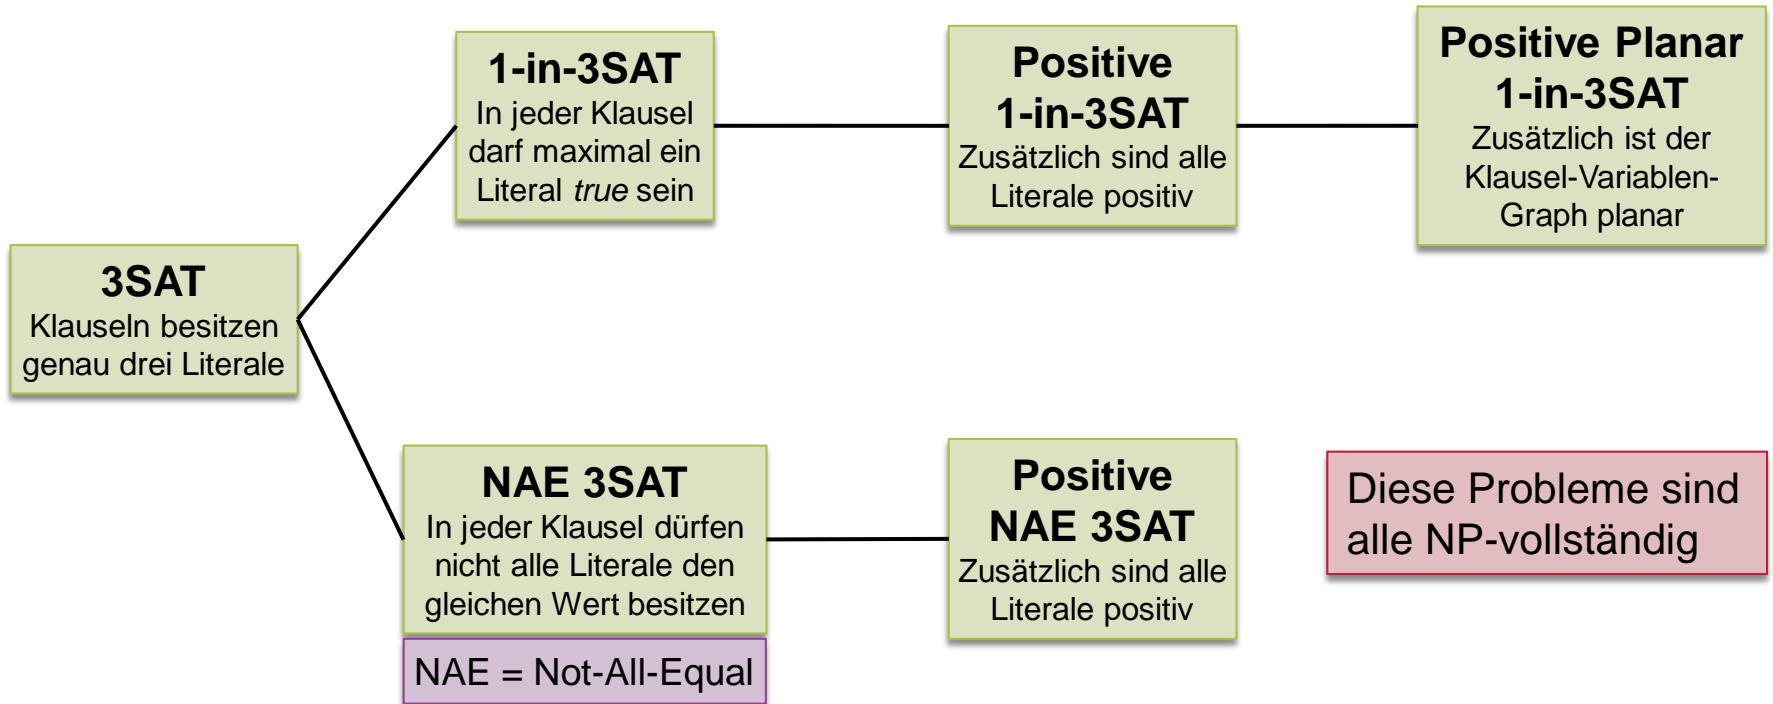 3SAT
Klauseln besitzen
genau drei Literale
1-in-3SAT
In jeder Klausel
darf maximal ein
Literal true sein
Positive
1-in-3SAT
Zusätzlich sind alle
Literale positiv
Positive Planar
1-in-3SAT
Zusätzlich ist der
Klausel-Variablen-
Graph planar
NAE 3SAT
In jeder Klausel dürfen
nicht alle Literale den
gleichen Wert besitzen
NAE = Not-All-Equal
Positive
NAE 3SAT
Zusätzlich sind alle
Literale positiv
Diese Probleme sind
alle NP-vollständig